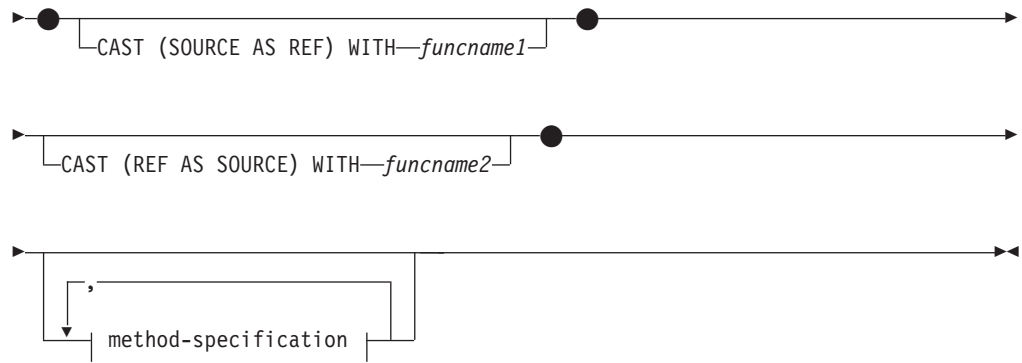 CAST (SOURCE AS REF) WITH funcname1
CAST (REF AS SOURCE) WITH funcname2
,
method-specification